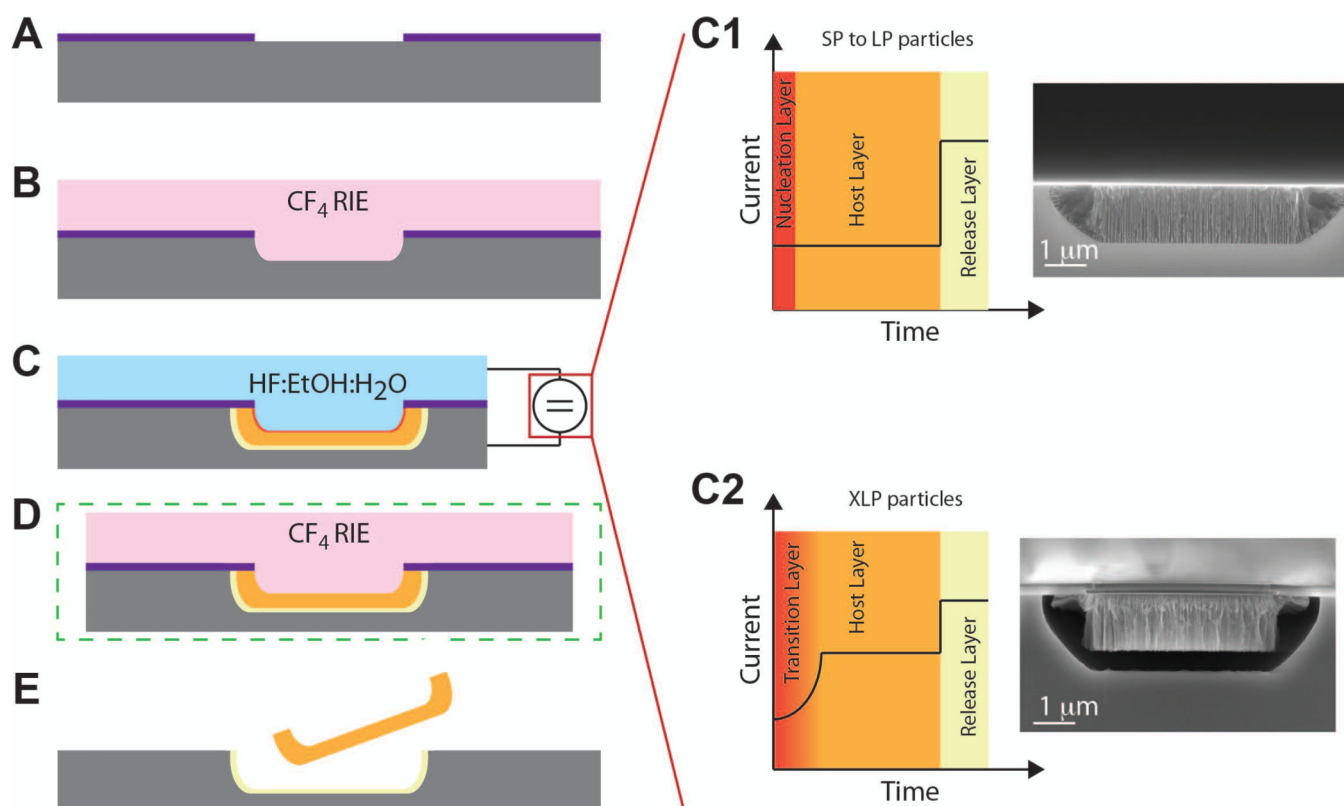 A
B
CF4 RIE
C
HF:EtOH:H2O
D
CF4 RIE
E
C1
SP to LP particles
Current
Nucleation Layer
Host Layer
Release Layer
Time
1 μm
C2
XLP particles
Current
Transition Layer
Host Layer
Release Layer
Time
1 μm